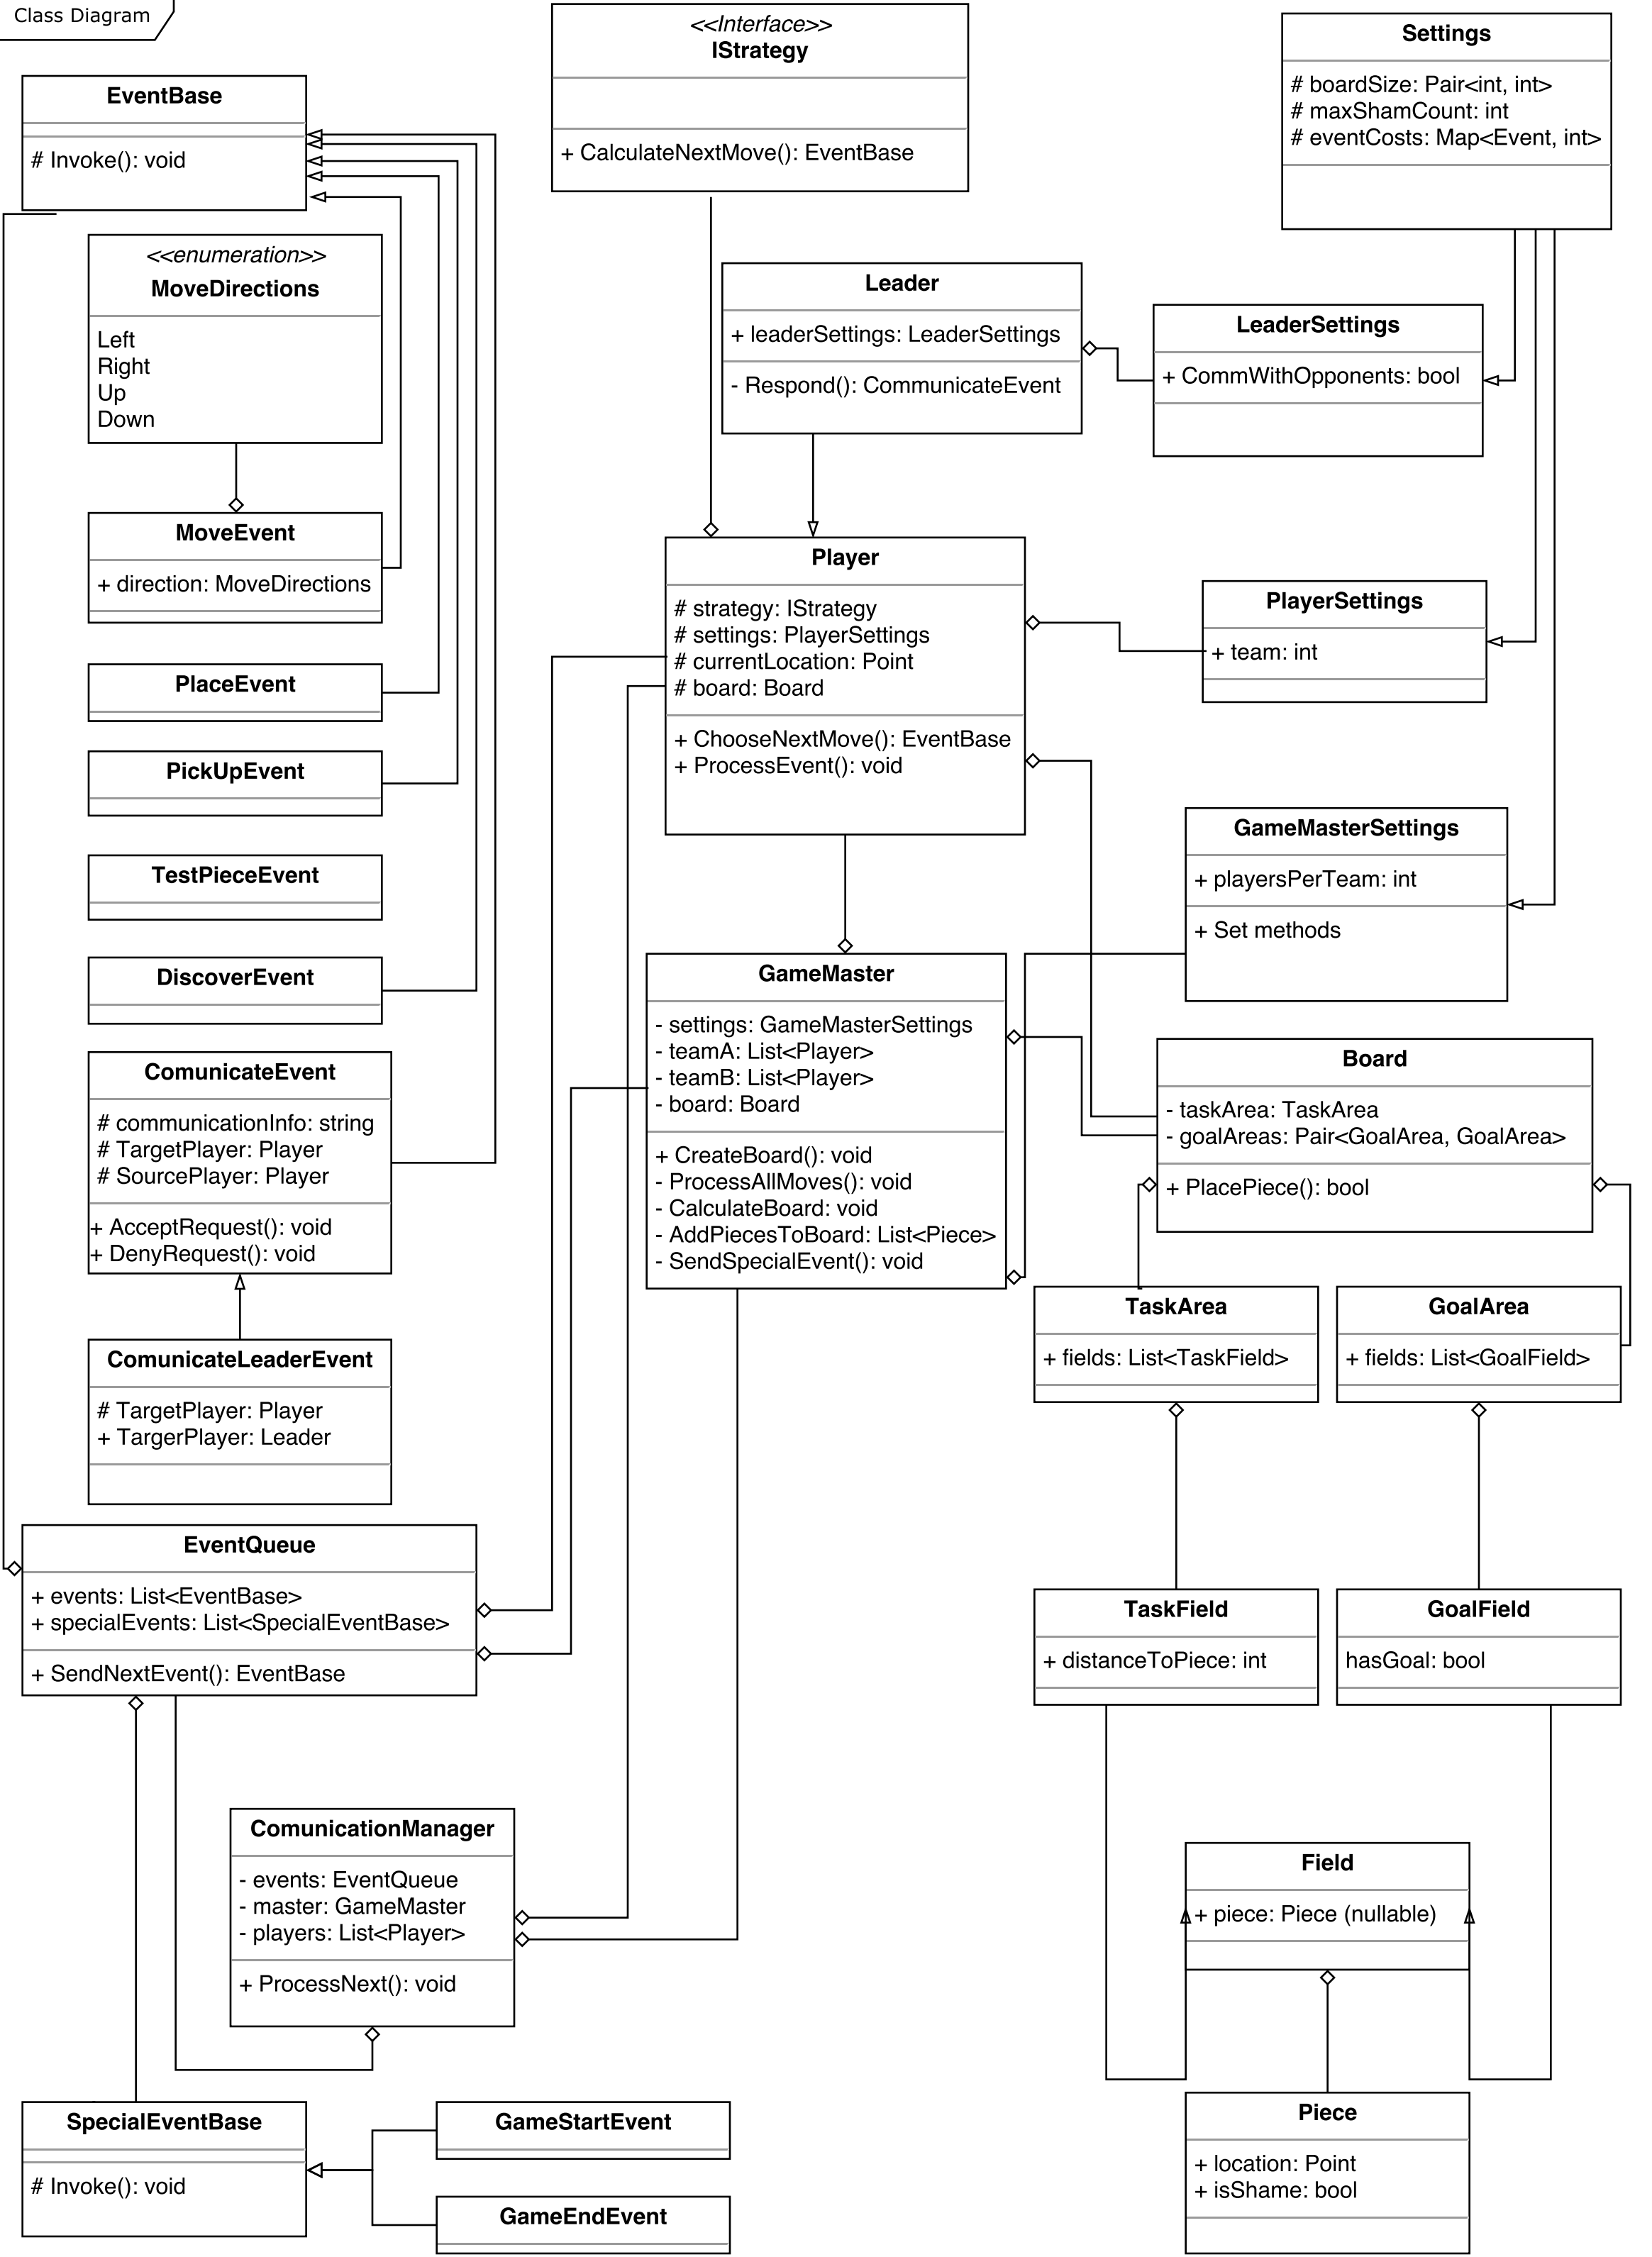 Class Diagram
<<Interface>>
IStrategy
+ CalculateNextMove(): EventBase
Settings
# boardSize: Pair<int, int>
# maxShamCount: int
# eventCosts: Map<Event, int>
EventBase
# Invoke(): void
<<enumeration>>
MoveDirections
Left
Right
Up
Down
Leader
+ leaderSettings: LeaderSettings
- Respond(): CommunicateEvent
LeaderSettings
+ CommWithOpponents: bool
MoveEvent
+ direction: MoveDirections
Player
# strategy: IStrategy
# settings: PlayerSettings
# currentLocation: Point
# board: Board
+ ChooseNextMove(): EventBase
+ ProcessEvent(): void
PlayerSettings
+ team: int
PlaceEvent
PickUpEvent
TestPieceEvent
DiscoverEvent
GameMasterSettings
+ playersPerTeam: int
+ Set methods
GameMaster
- settings: GameMasterSettings
- teamA: List<Player>
- teamB: List<Player>
- board: Board
+ CreateBoard(): void
- ProcessAllMoves(): void
- CalculateBoard: void
- AddPiecesToBoard: List<Piece>
- SendSpecialEvent(): void
Board
- taskArea: TaskArea
- goalAreas: Pair<GoalArea, GoalArea>
+ PlacePiece(): bool
ComunicateEvent
# communicationInfo: string
# TargetPlayer: Player
# SourcePlayer: Player
+ AcceptRequest(): void
+ DenyRequest(): void
TaskArea
+ fields: List<TaskField>
GoalArea
+ fields: List<GoalField>
ComunicateLeaderEvent
# TargetPlayer: Player
+ TargerPlayer: Leader
EventQueue
+ events: List<EventBase>
+ specialEvents: List<SpecialEventBase>
+ SendNextEvent(): EventBase
TaskField
+ distanceToPiece: int
GoalField
hasGoal: bool
ComunicationManager
- events: EventQueue
- master: GameMaster
- players: List<Player>
+ ProcessNext(): void
Field
+ piece: Piece (nullable)
SpecialEventBase
# Invoke(): void
GameStartEvent
GameEndEvent
Piece
+ location: Point
+ isShame: bool